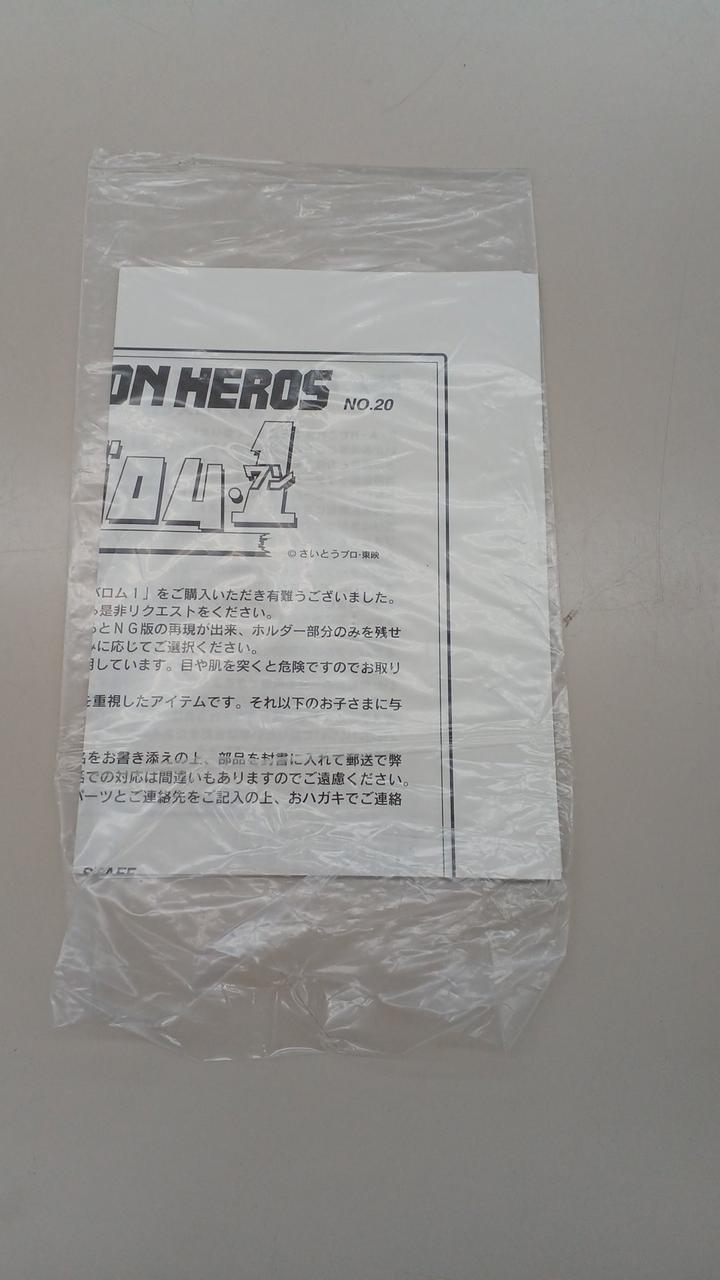 ON HEROS NO.20
ロム・1
ワン
©さいとうプロ・東映
バロム1」をご購入いただき有難うございました。
是非リクエストをください。
とNG版の再現が出来、ホルダー部分のみを残せ
に応じてご選択ください。
しています。目や肌を突くと危険ですのでお取り
を重視したアイテムです。それ以下のお子さまに与
をお書き添えの上、部品を封書に入れて郵送で弊
での対応は間違いもありますのでご遠慮ください。
パーツとご連絡先をご記入の上、おハガキでご連絡
STAFF